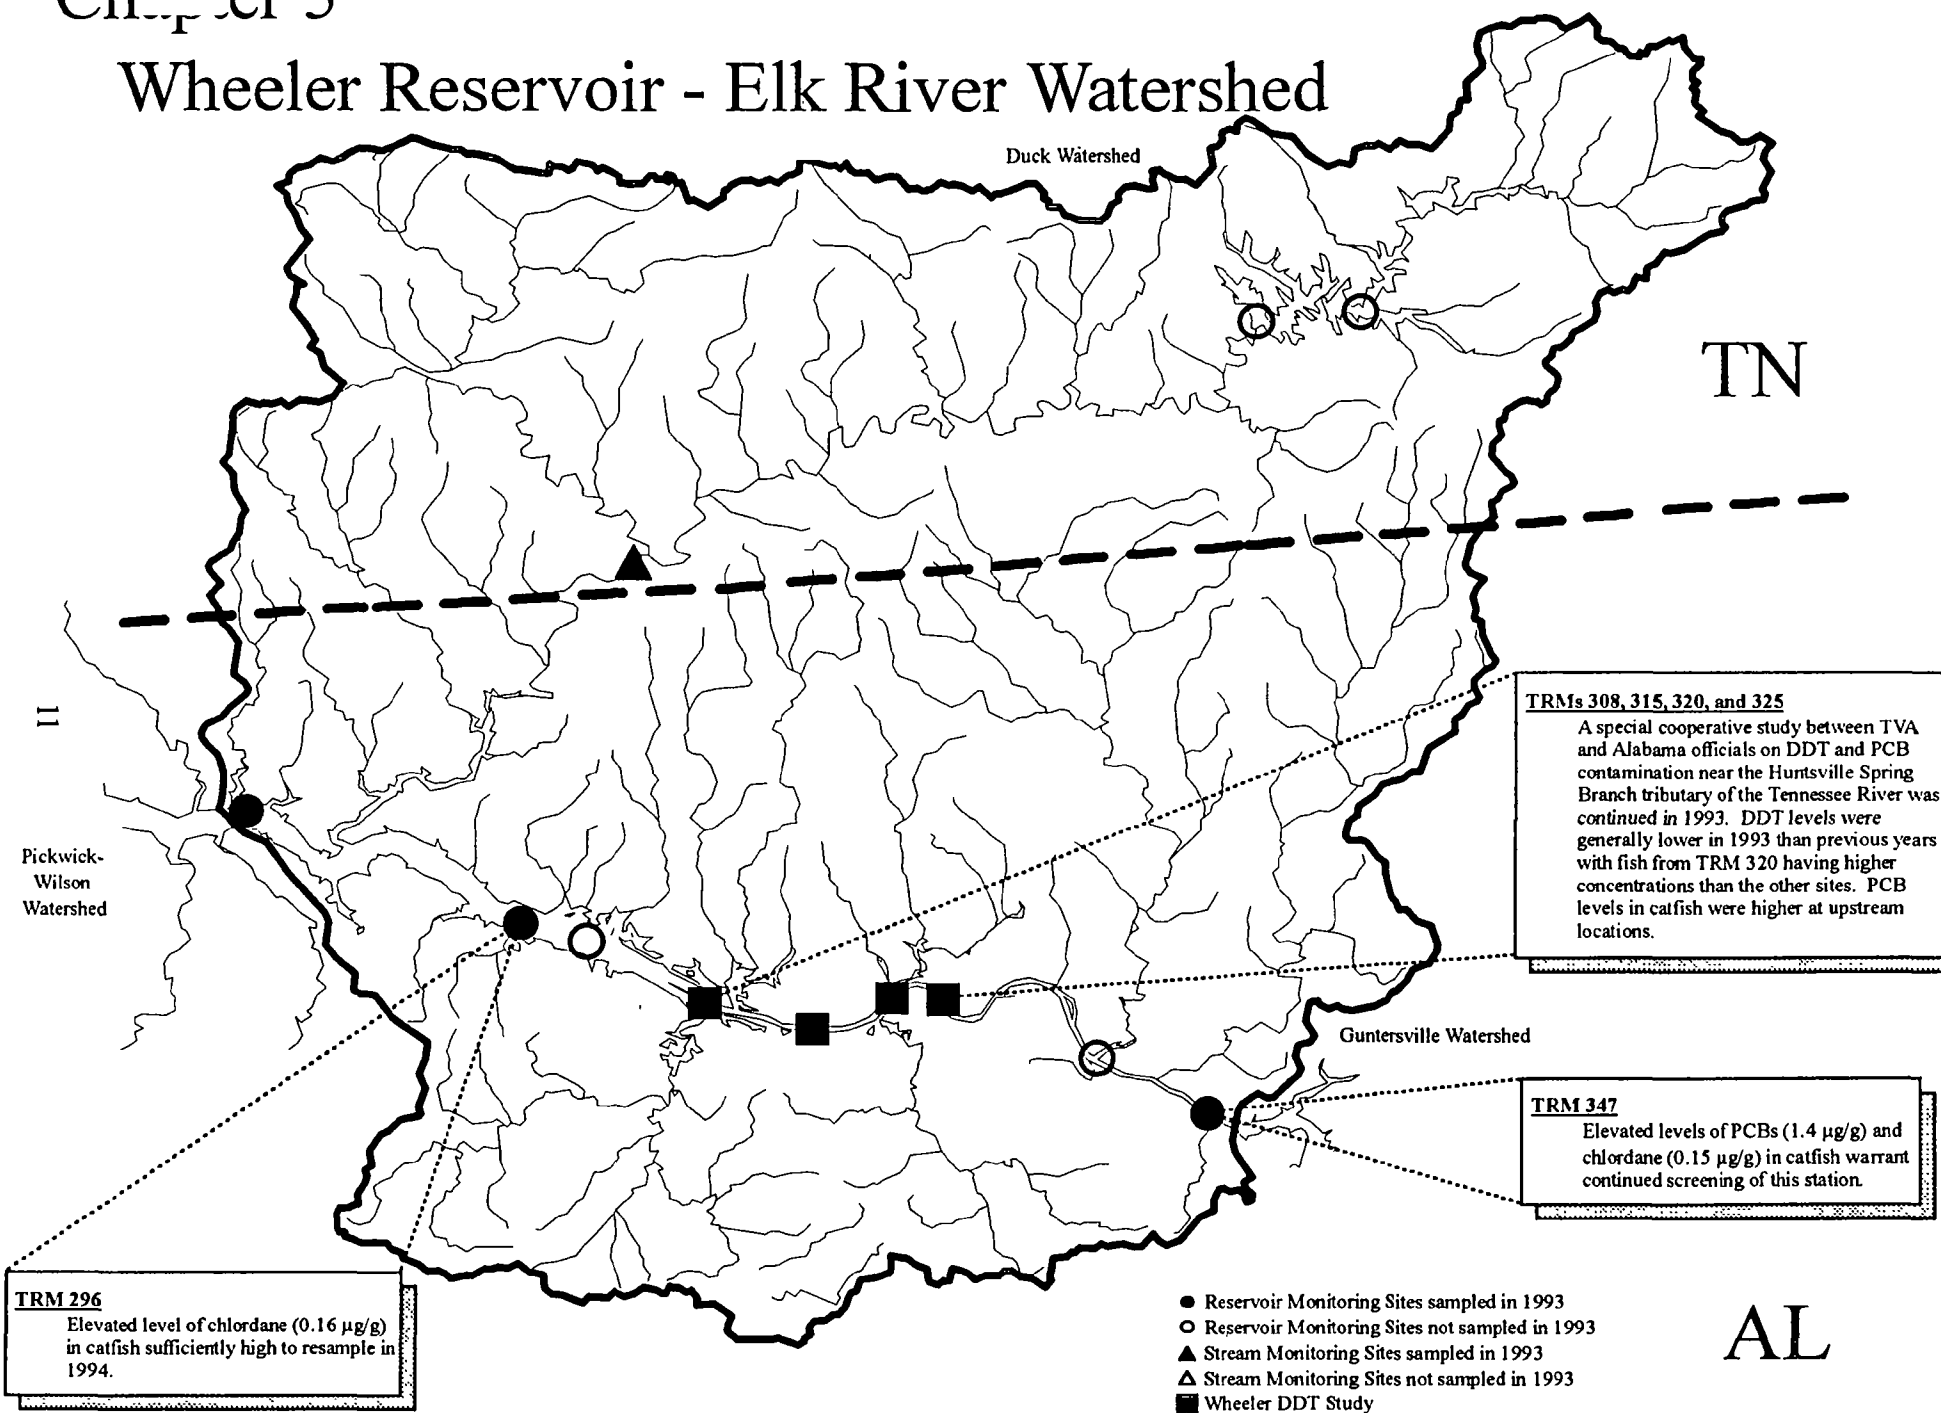 Wheeler Reservoir - Elk River Watershed
Duck Watershed
TN
TRMs 308, 315, 320, and 325
A special cooperative study between TVA
and Alabama officials on DDT and PCB
contamination near the Huntsville Spring
Branch tributary of the Tennessee River was
continued in 1993. DDT levels were
generally lower in 1993 than previous years
with fish from TRM 320 having higher
concentrations than the other sites. PCB
levels in catfish were higher at upstream
locations.
11
Pickwick-
Wilson
Watershed
Guntersville Watershed
TRM 347
Elevated levels of PCBs (1.4 µg/g) and
chlordane (0.15 µg/g) in catfish warrant
continued screening of this station.
TRM 296
Elevated level of chlordane (0.16 µg/g)
in catfish sufficiently high to resample in
1994.
Reservoir Monitoring Sites sampled in 1993
Reservoir Monitoring Sites not sampled in 1993
Stream Monitoring Sites sampled in 1993
Stream Monitoring Sites not sampled in 1993
Wheeler DDT Study
AL